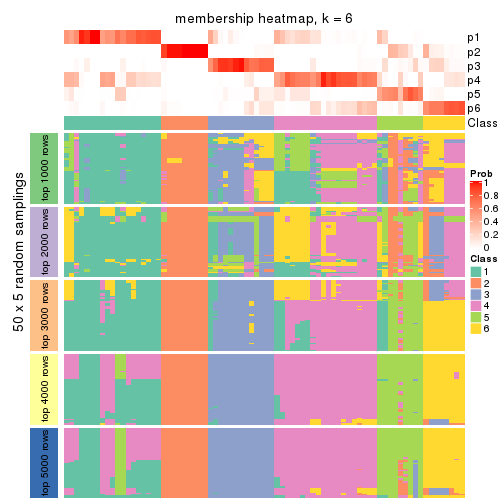 membership heatmap, k = 6
p1
p2
p3
p4
p5
p6
Class
50 x 5 random samplings
top 1000 rows
top 2000 rows
top 3000 rows
top 4000 rows
top 5000 rows
Prob
1
0.8
0.6
0.4
0.2
0
Class
1
2
3
4
5
6